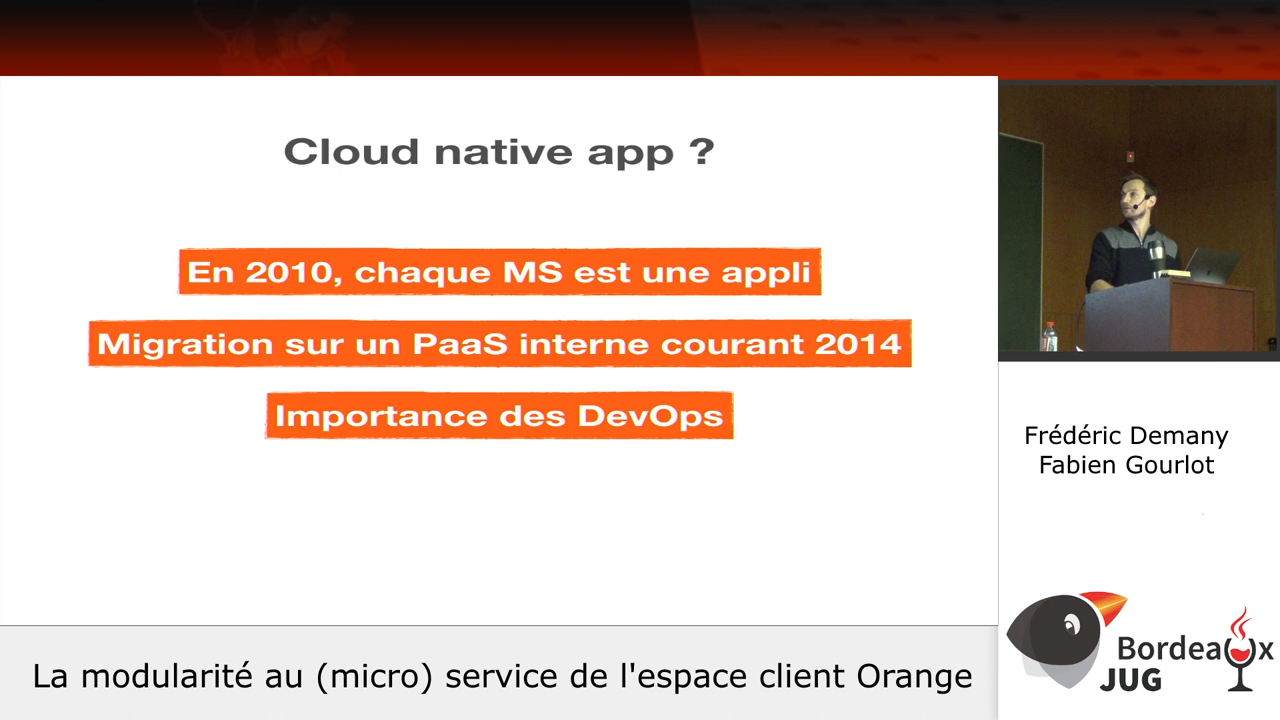 Cloud native app ?
En 2010, chaque MS est une appli
Migration sur un PaaS interne courant 2014
Importance des DevOps
Frédéric Demany
Fabien Gourlot
Bordeaux
JUG
La modularité au (micro) service de l'espace client Orange